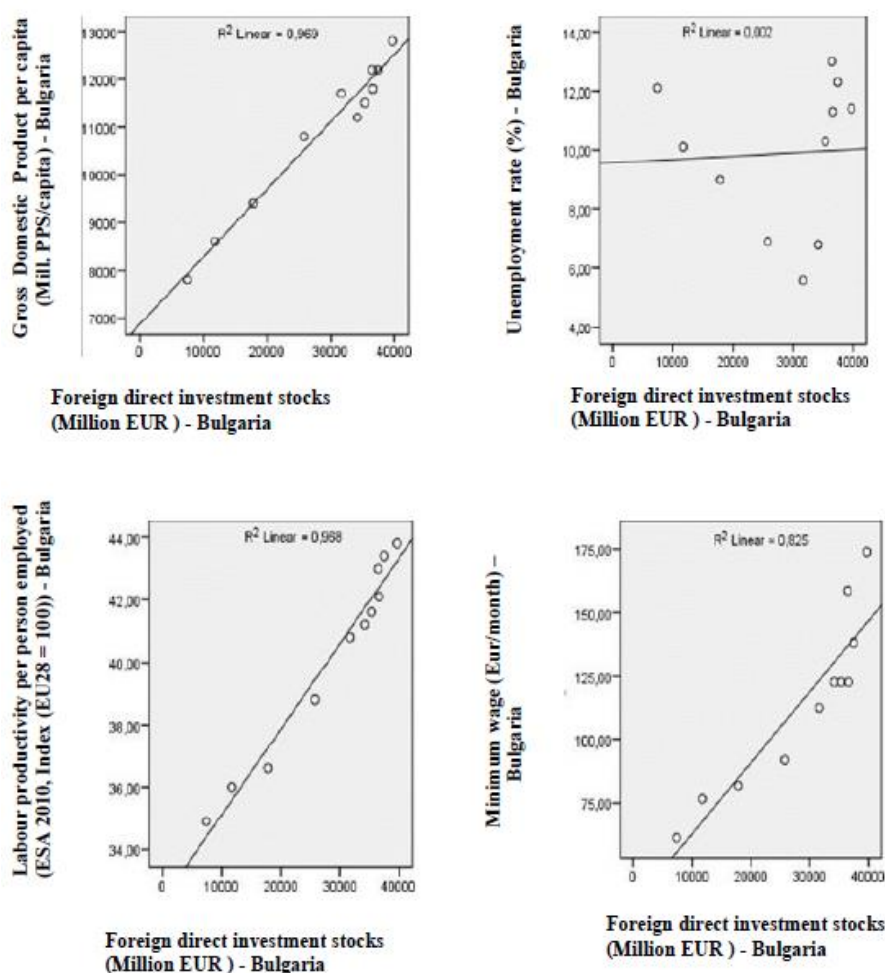 Gross Domestic Product per capita
(Mill. PPS/capita) - Bulgaria
R2 Linear = 0,969
13000
12000
11000
10000
9000
8000
7000
0 10000 20000 30000 40000
Foreign direct investment stocks
(Million EUR ) - Bulgaria
Unemployment rate (%) - Bulgaria
R2 Linear = 0,002
14,00
12,00
10,00
8,00
6,00
4,00
0 10000 20000 30000 40000
Foreign direct investment stocks
(Million EUR ) - Bulgaria
Labour productivity per person employed
(ESA 2010, Index (EU28 = 100)) - Bulgaria
R2 Linear = 0,968
44,00
42,00
40,00
38,00
36,00
34,00
0 10000 20000 30000 40000
Foreign direct investment stocks
(Million EUR ) - Bulgaria
Minimum wage (Eur/month) –
Bulgaria
R2 Linear = 0,825
175,00
150,00
125,00
100,00
75,00
0 10000 20000 30000 40000
Foreign direct investment stocks
(Million EUR ) - Bulgaria